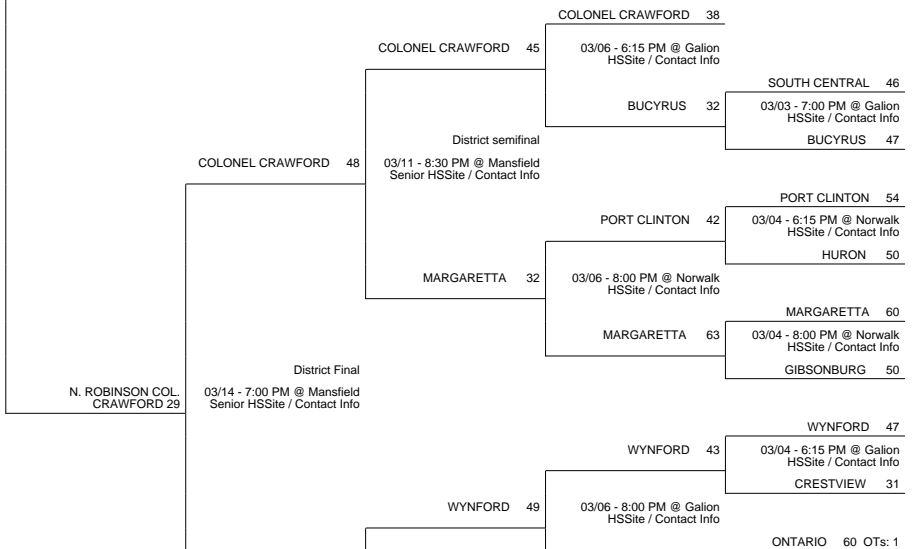 COLONEL CRAWFORD 38
COLONEL CRAWFORD 45
03/06 - 6:15 PM @ Galion
HSSite / Contact Info
SOUTH CENTRAL 46
BUCYRUS 32
03/03 - 7:00 PM @ Galion
HSSite / Contact Info
District semifinal
BUCYRUS 47
COLONEL CRAWFORD 48
03/11 - 8:30 PM @ Mansfield
Senior HSSite / Contact Info
PORT CLINTON 54
PORT CLINTON 42
03/04 - 6:15 PM @ Norwalk
HSSite / Contact Info
HURON 50
MARGARETTA 32
03/06 - 8:00 PM @ Norwalk
HSSite / Contact Info
MARGARETTA 60
MARGARETTA 63
03/04 - 8:00 PM @ Norwalk
HSSite / Contact Info
District Final
GIBSONBURG 50
N. ROBINSON COL.
CRAWFORD 29
03/14 - 7:00 PM @ Mansfield
Senior HSSite / Contact Info
WYNFORD 47
WYNFORD 43
03/04 - 6:15 PM @ Galion
HSSite / Contact Info
CRESTVIEW 31
WYNFORD 49
03/06 - 8:00 PM @ Galion
HSSite / Contact Info
ONTARIO 60 OTs: 1